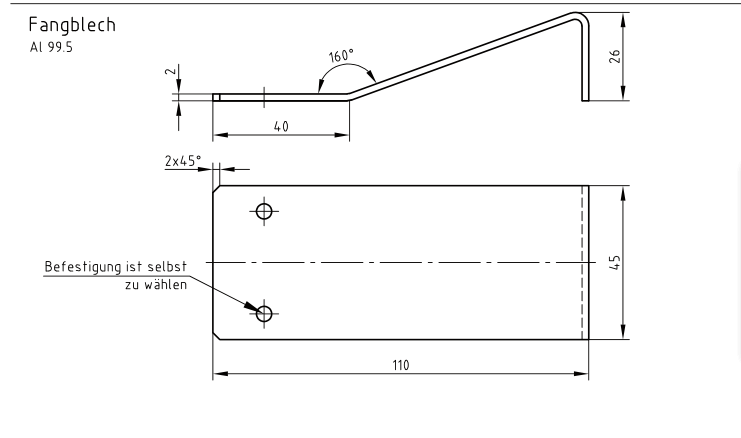 Fangblech
Al 99.5
2
160°
26
40
2x45°
Befestigung ist selbst
zu wählen
45
110